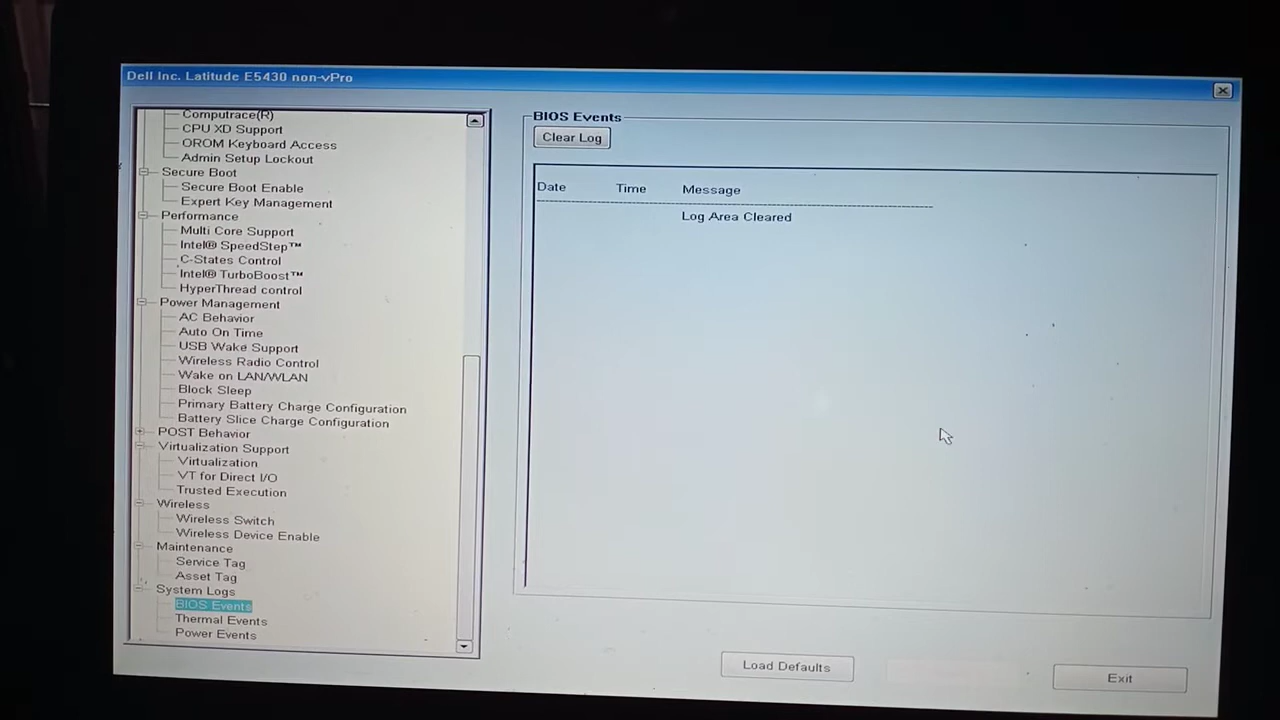 Dell Inc. Latitude E5430 non-vPro
Computrace(R)
CPU XD Support
OROM Keyboard Access
Admin Setup Lockout
Secure Boot
Secure Boot Enable
Expert Key Management
Performance
Multi Core Support
Intel® SpeedStep™
C-States Control
Intel® TurboBoost™
HyperThread control
Power Management
AC Behavior
Auto On Time
USB Wake Support
Wireless Radio Control
Wake on LAN/WLAN
Block Sleep
Primary Battery Charge Configuration
Battery Slice Charge Configuration
POST Behavior
Virtualization Support
Virtualization
VT for Direct I/O
Trusted Execution
Wireless
Wireless Switch
Wireless Device Enable
Maintenance
Service Tag
Asset Tag
System Logs
BIOS Events
Thermal Events
Power Events
BIOS Events
Clear Log
Date Time Message
Log Area Cleared
Load Defaults
Exit